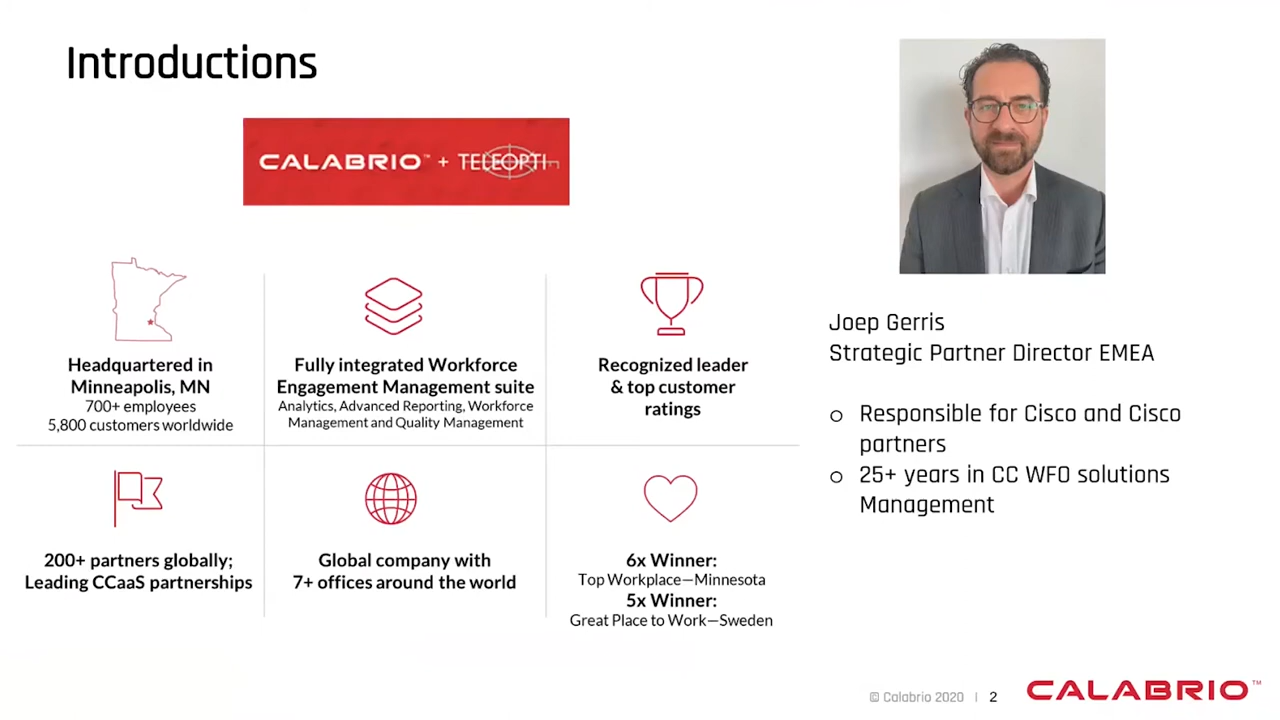 Introductions
CALABRIO™ + TELEOPTI
Headquartered in
Minneapolis, MN
700+ employees
5,800 customers worldwide
Fully integrated Workforce
Engagement Management suite
Analytics, Advanced Reporting, Workforce
Management and Quality Management
Recognized leader
& top customer
ratings
200+ partners globally;
Leading CCaaS partnerships
Global company with
7+ offices around the world
6x Winner:
Top Workplace—Minnesota
5x Winner:
Great Place to Work—Sweden
Joep Gerris
Strategic Partner Director EMEA
o Responsible for Cisco and Cisco
partners
o 25+ years in CC WFO solutions
Management
© Calabrio 2020 | 2
CALABRIO™